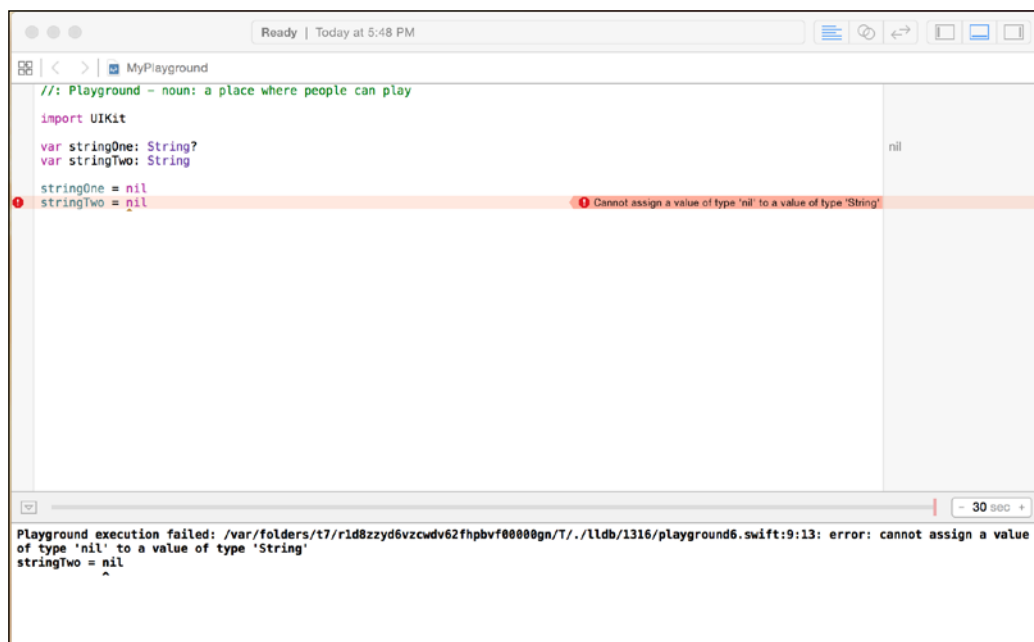 Ready | Today at 5:48 PM
MyPlayground
//: Playground – noun: a place where people can play
import UIKit
var stringOne: String?
nil
var stringTwo: String
stringOne = nil
stringTwo = nil
Cannot assign a value of type 'nil' to a value of type 'String'
- 30 sec +
Playground execution failed: /var/folders/t7/r1d8zzyd6vzcwdv62fhpbvf00000gn/T/./lldb/1316/playground6.swift:9:13: error: cannot assign a value
of type 'nil' to a value of type 'String'
stringTwo = nil
^